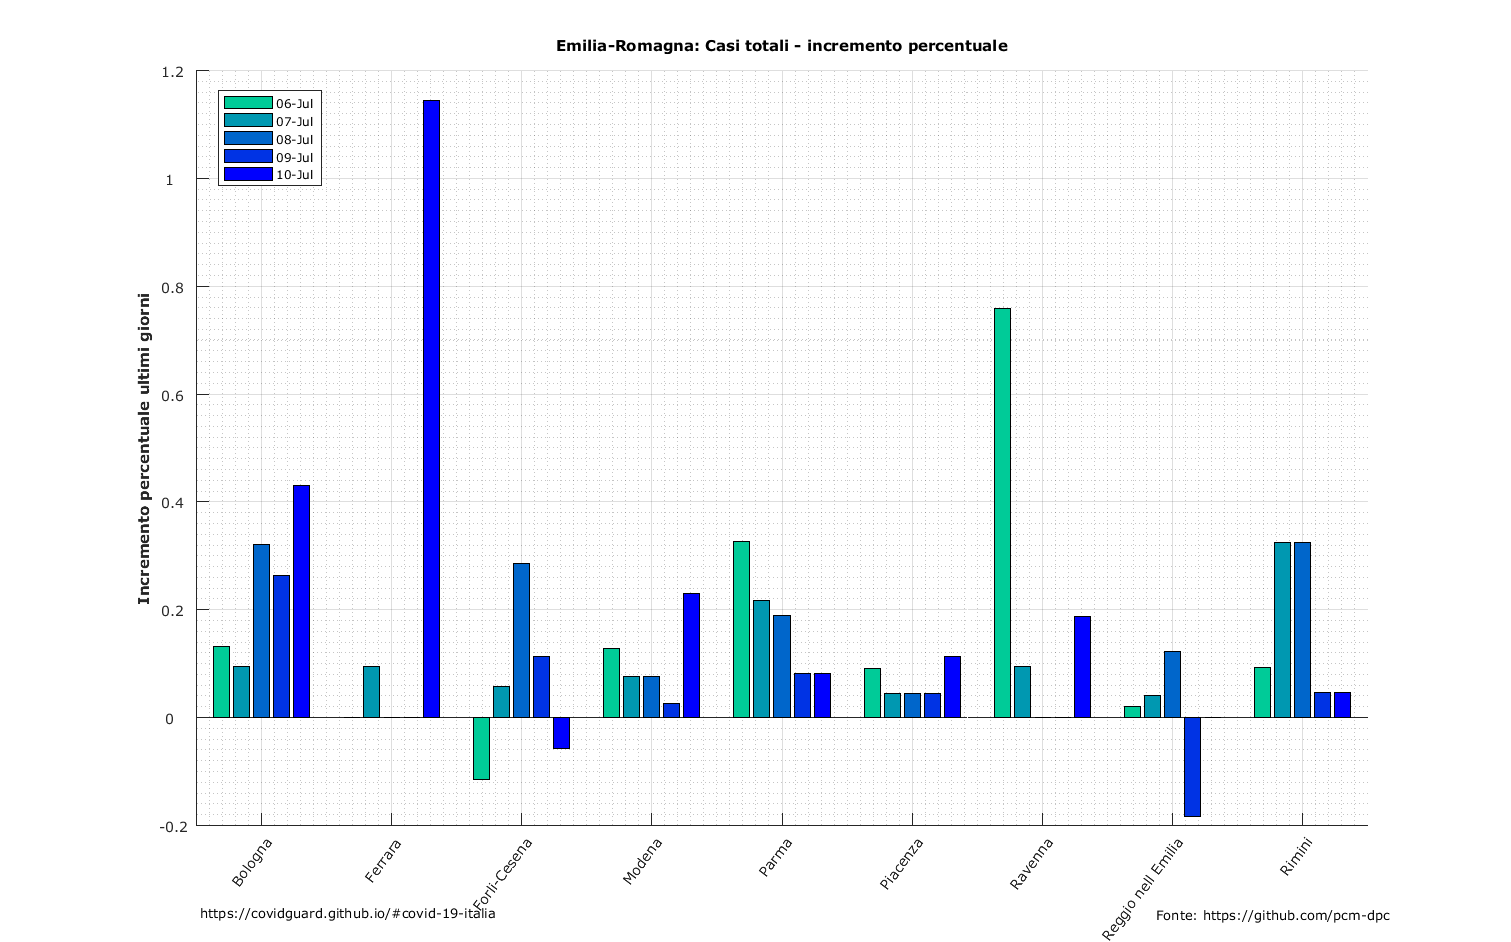 Emilia-Romagna: Casi totali - incremento percentuale
1.2
1
0.8
0.6
0.4
0.2
0
-0.2
Incremento percentuale ultimi giorni
06-Jul
07-Jul
08-Jul
09-Jul
10-Jul
Bologna
Ferrara
Forlì-Cesena
Modena
Parma
Piacenza
Ravenna
Reggio nell Emilia
Rimini
https://covidguard.github.io/#covid-19-italia
Fonte: https://github.com/pcm-dpc